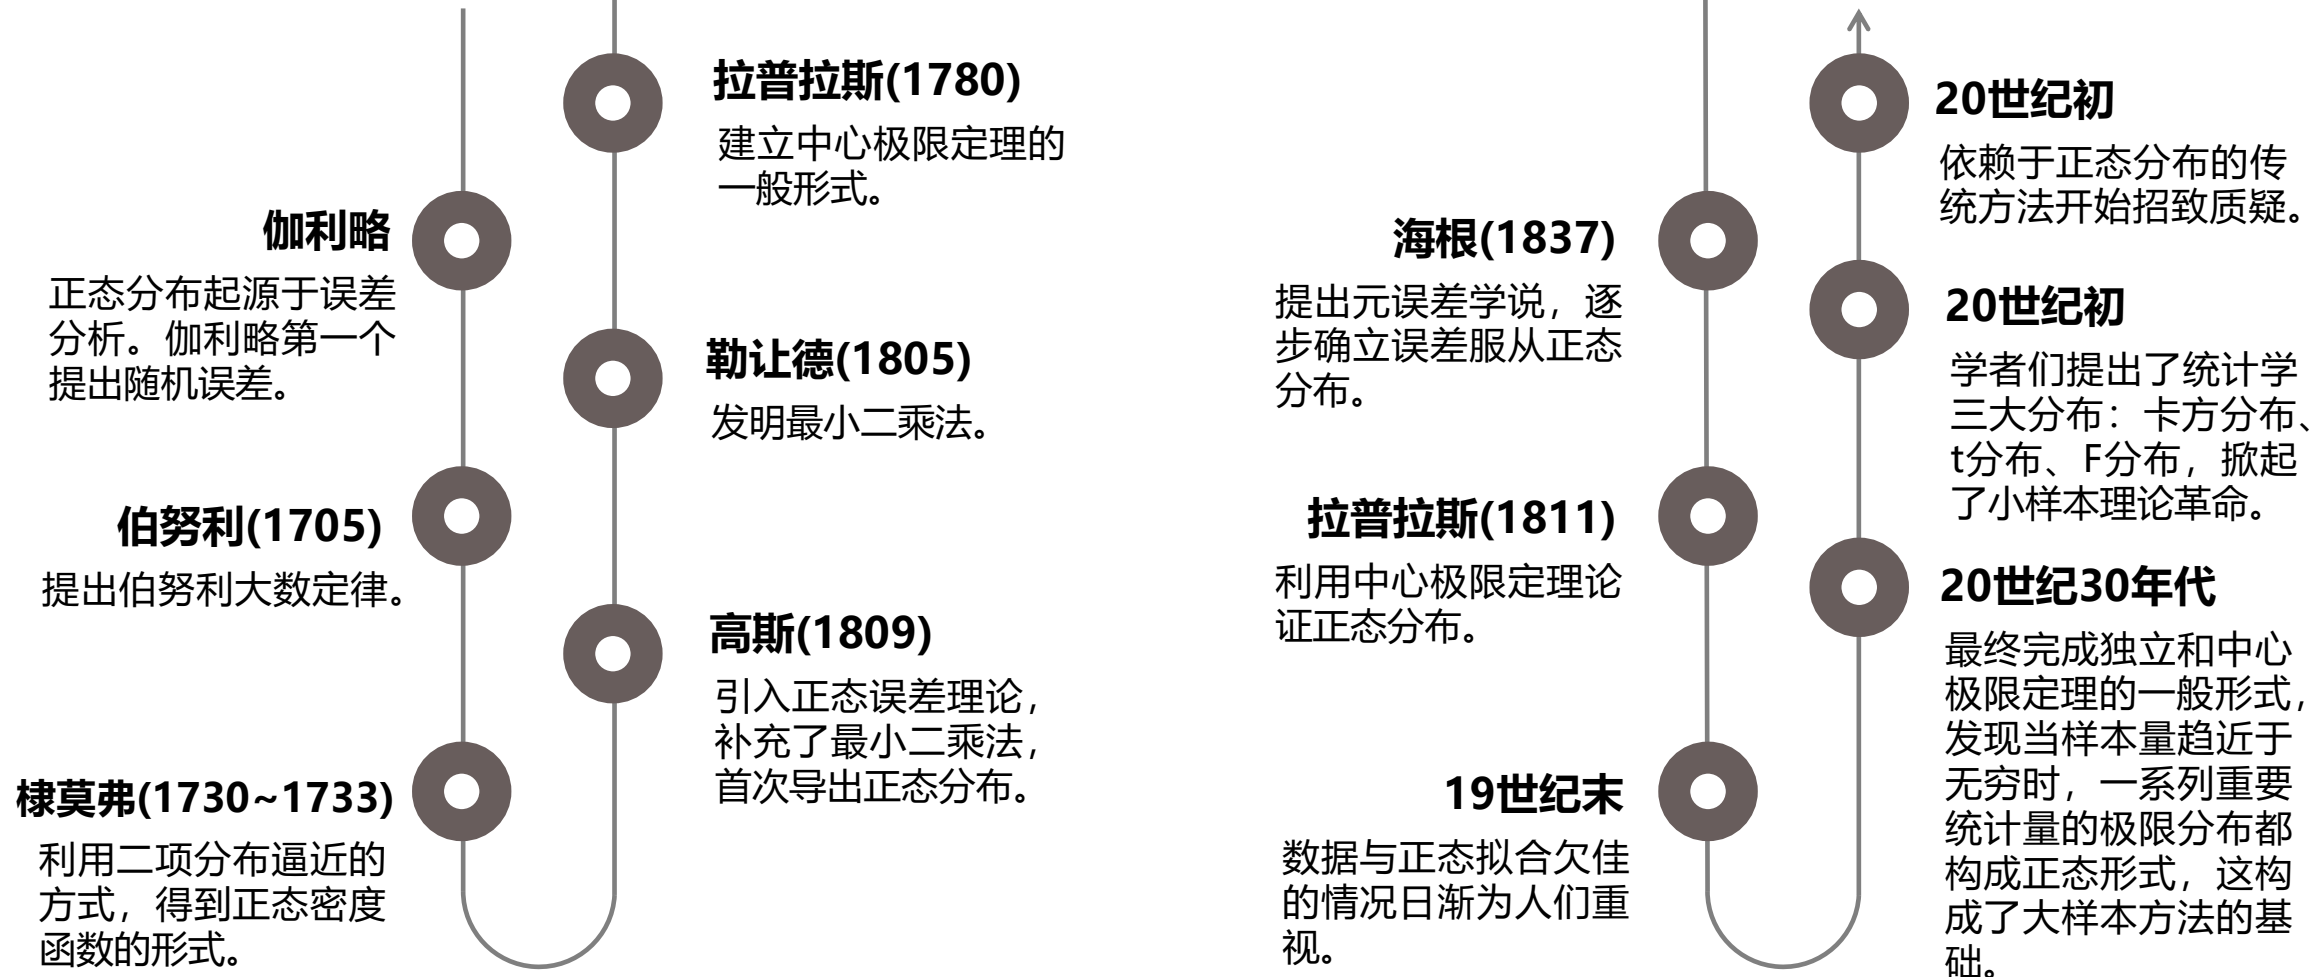 伽利略
正态分布起源于误差
分析。伽利略第一个
提出随机误差。
伯努利(1705)
提出伯努利大数定律。
棣莫弗(1730~1733)
利用二项分布逼近的
方式，得到正态密度
函数的形式。
拉普拉斯(1780)
建立中心极限定理的
一般形式。
勒让德(1805)
发明最小二乘法。
高斯(1809)
引入正态误差理论，
补充了最小二乘法，
首次导出正态分布。
海根(1837)
提出元误差学说，逐
步确立误差服从正态
分布。
拉普拉斯(1811)
利用中心极限定理论
证正态分布。
19世纪末
数据与正态拟合欠佳
的情况日渐为人们重
视。
20世纪初
依赖于正态分布的传
统方法开始招致质疑。
20世纪初
学者们提出了统计学
三大分布：卡方分布、
t分布、F分布，掀起
了小样本理论革命。
20世纪30年代
最终完成独立和中心
极限定理的一般形式，
发现当样本量趋近于
无穷时，一系列重要
统计量的极限分布都
构成正态形式，这构
成了大样本方法的基
础。